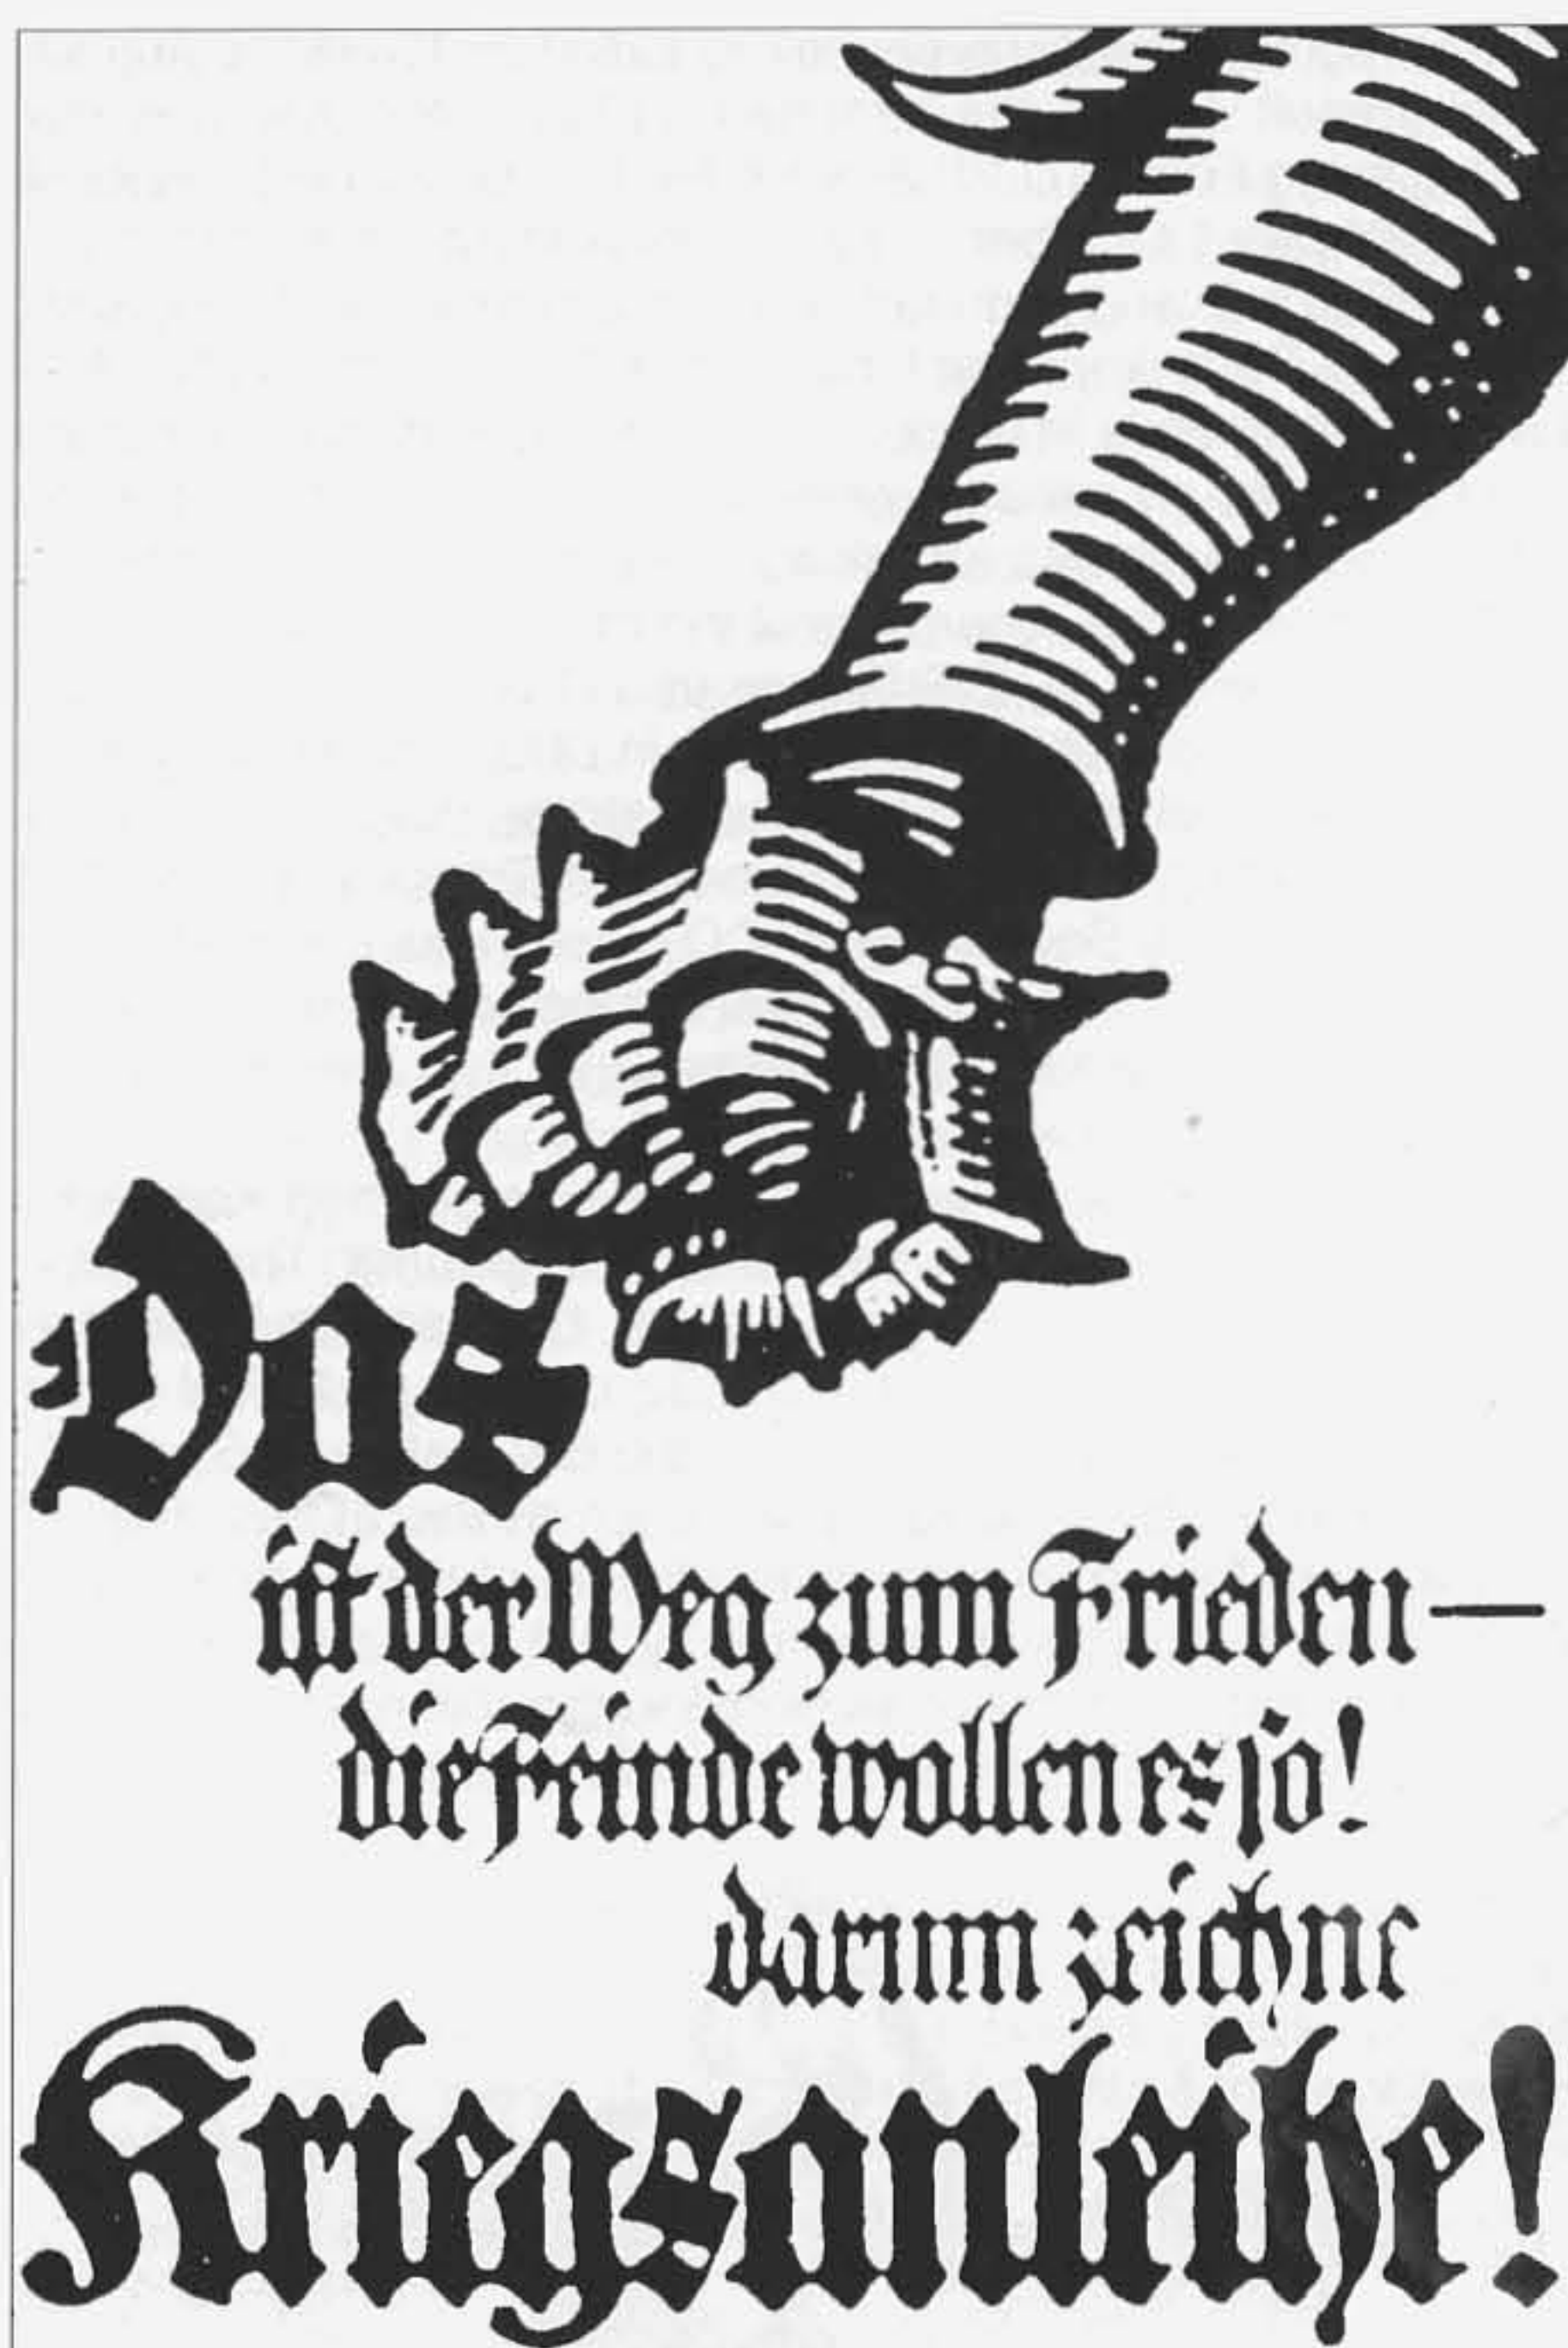 Das
ist der Weg zum Frieden —
die Feinde wollen es so!
darum zeichne
Kriegsanleihe!